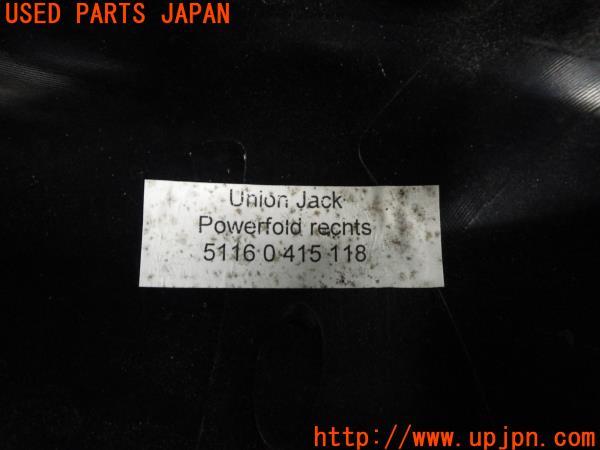 USED PARTS JAPAN
Union Jack
Powerfold rechts
5116 0 415 118
http://www.upjpn.com